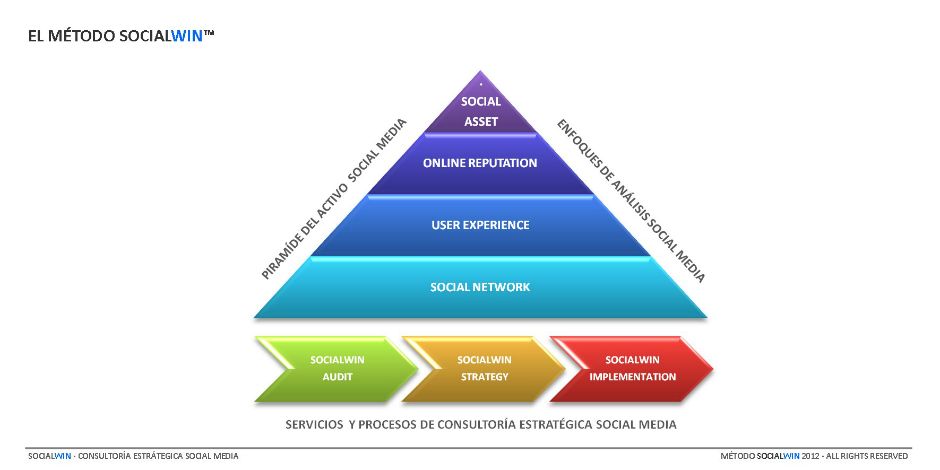 EL MÉTODO SOCIALWIN™
SOCIAL
ASSET
ONLINE REPUTATION
USER EXPERIENCE
SOCIAL NETWORK
PIRAMÍDE DEL ACTIVO SOCIAL MEDIA
ENFOQUES DE ANÁLISIS SOCIAL MEDIA
SOCIALWIN
AUDIT
SOCIALWIN
STRATEGY
SOCIALWIN
IMPLEMENTATION
SERVICIOS Y PROCESOS DE CONSULTORÍA ESTRATÉGICA SOCIAL MEDIA
SOCIALWIN · CONSULTORÍA ESTRÁTEGICA SOCIAL MEDIA
MÉTODO SOCIALWIN 2012 - ALL RIGHTS RESERVED